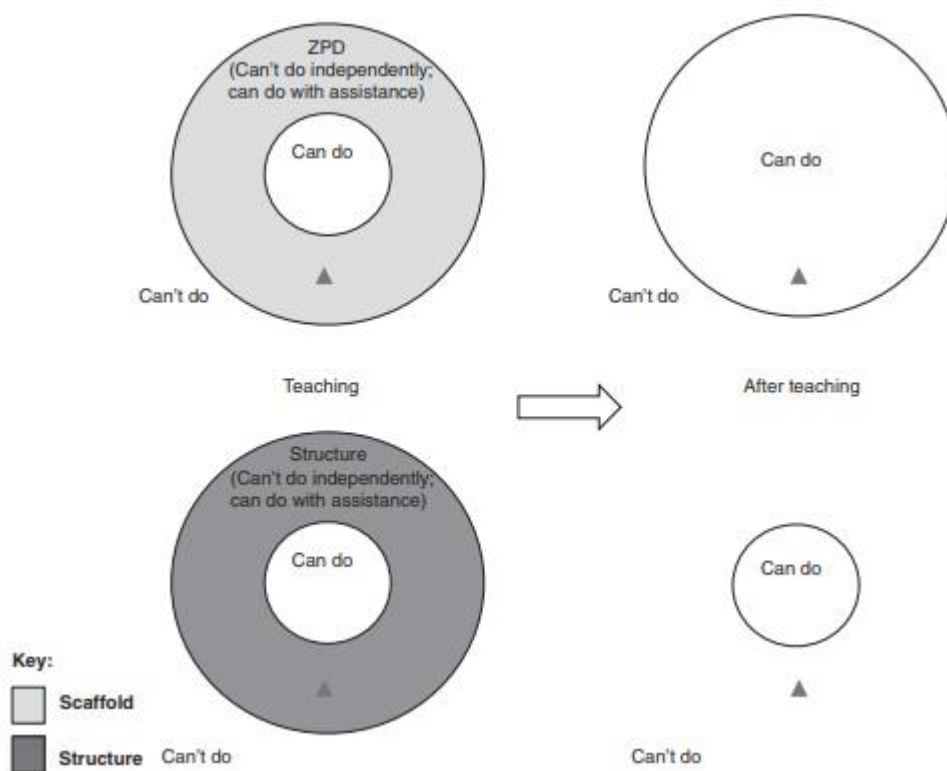 ZPD
(Can't do independently;
can do with assistance)
Can do
Can't do
Can do
Can't do
Teaching
After teaching
Structure
(Can't do independently;
can do with assistance)
Can do
Can do
Key:
Scaffold
Structure
Can't do
Can't do